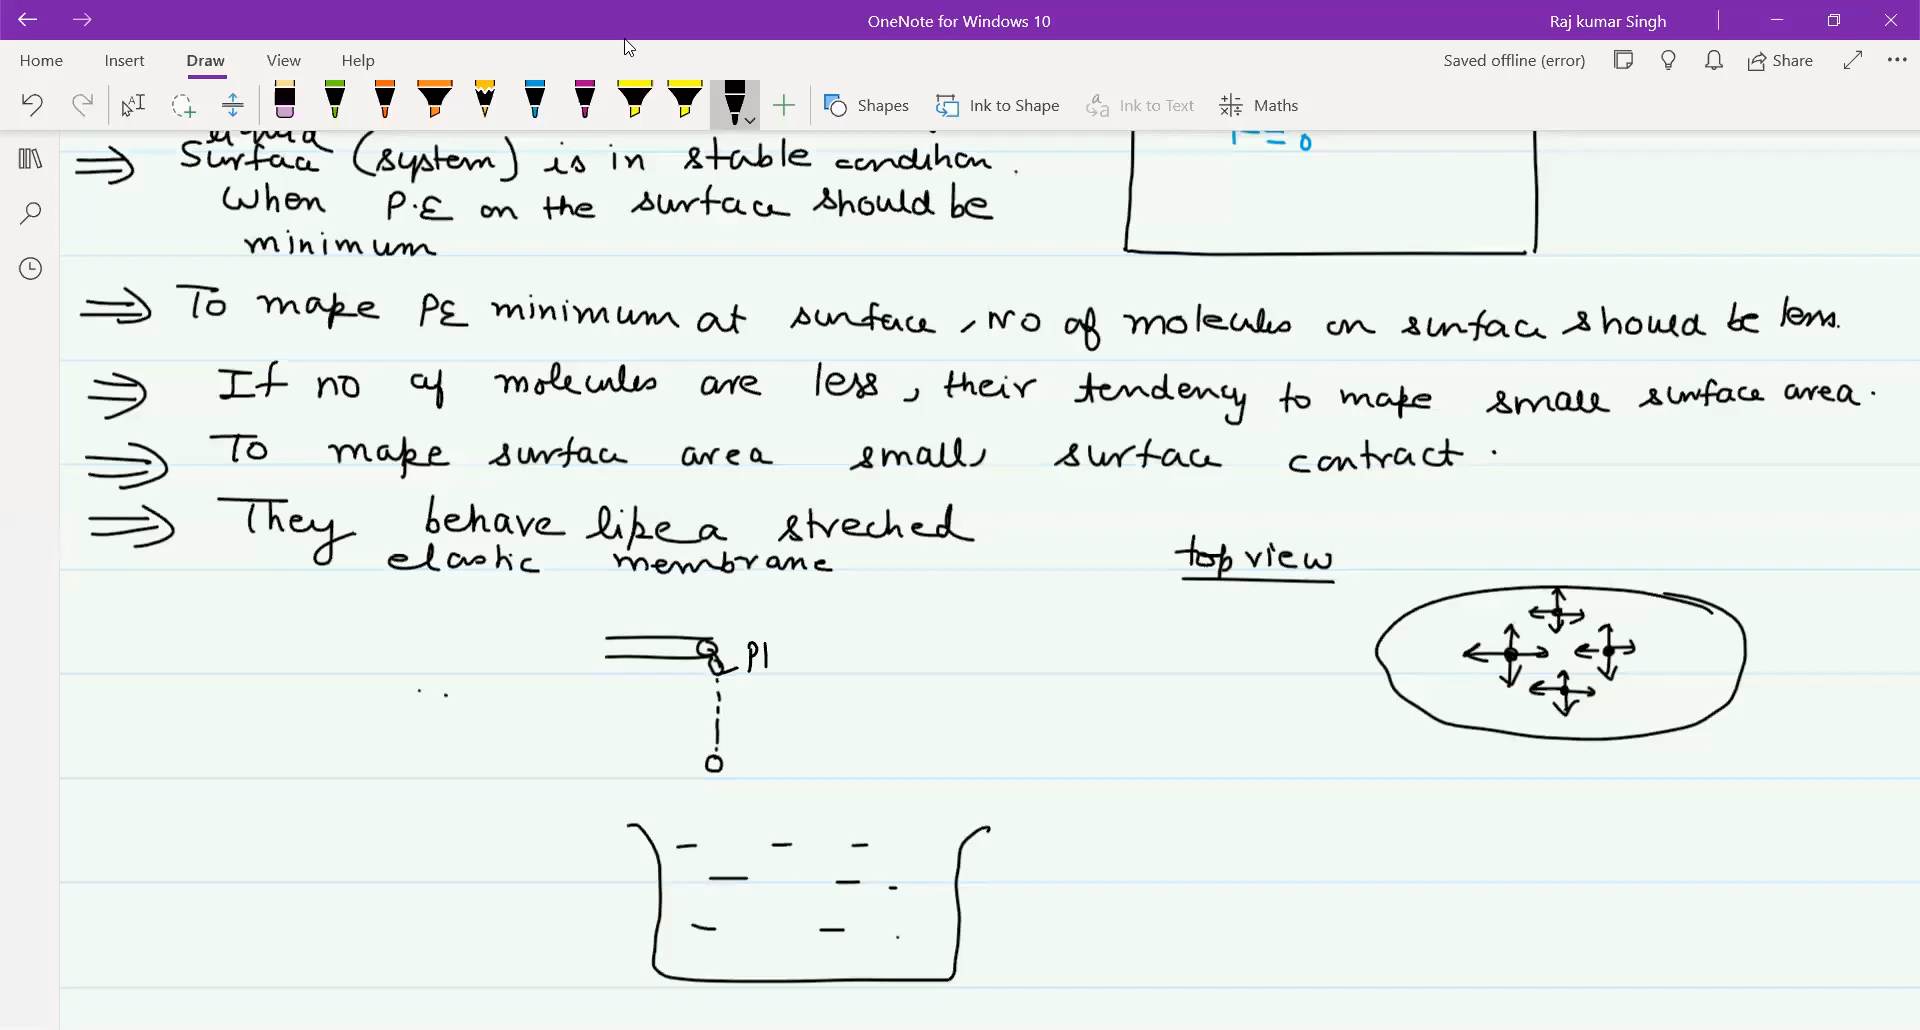 OneNote for Windows 10
Raj kumar Singh
Home Insert Draw View Help
Saved offline (error) Share
Shapes Ink to Shape Ink to Text Maths
liquid
Surface (system) is in stable condition.
When P.E on the surface should be
minimum
⇒ To make PE minimum at surface, No of molecules on surface should be less.
⇒ If no of molecules are less, their tendency to make small surface area.
⇒ To make surface area small, surface contract.
⇒ They behave like a streched
elastic membrane
top view
P1